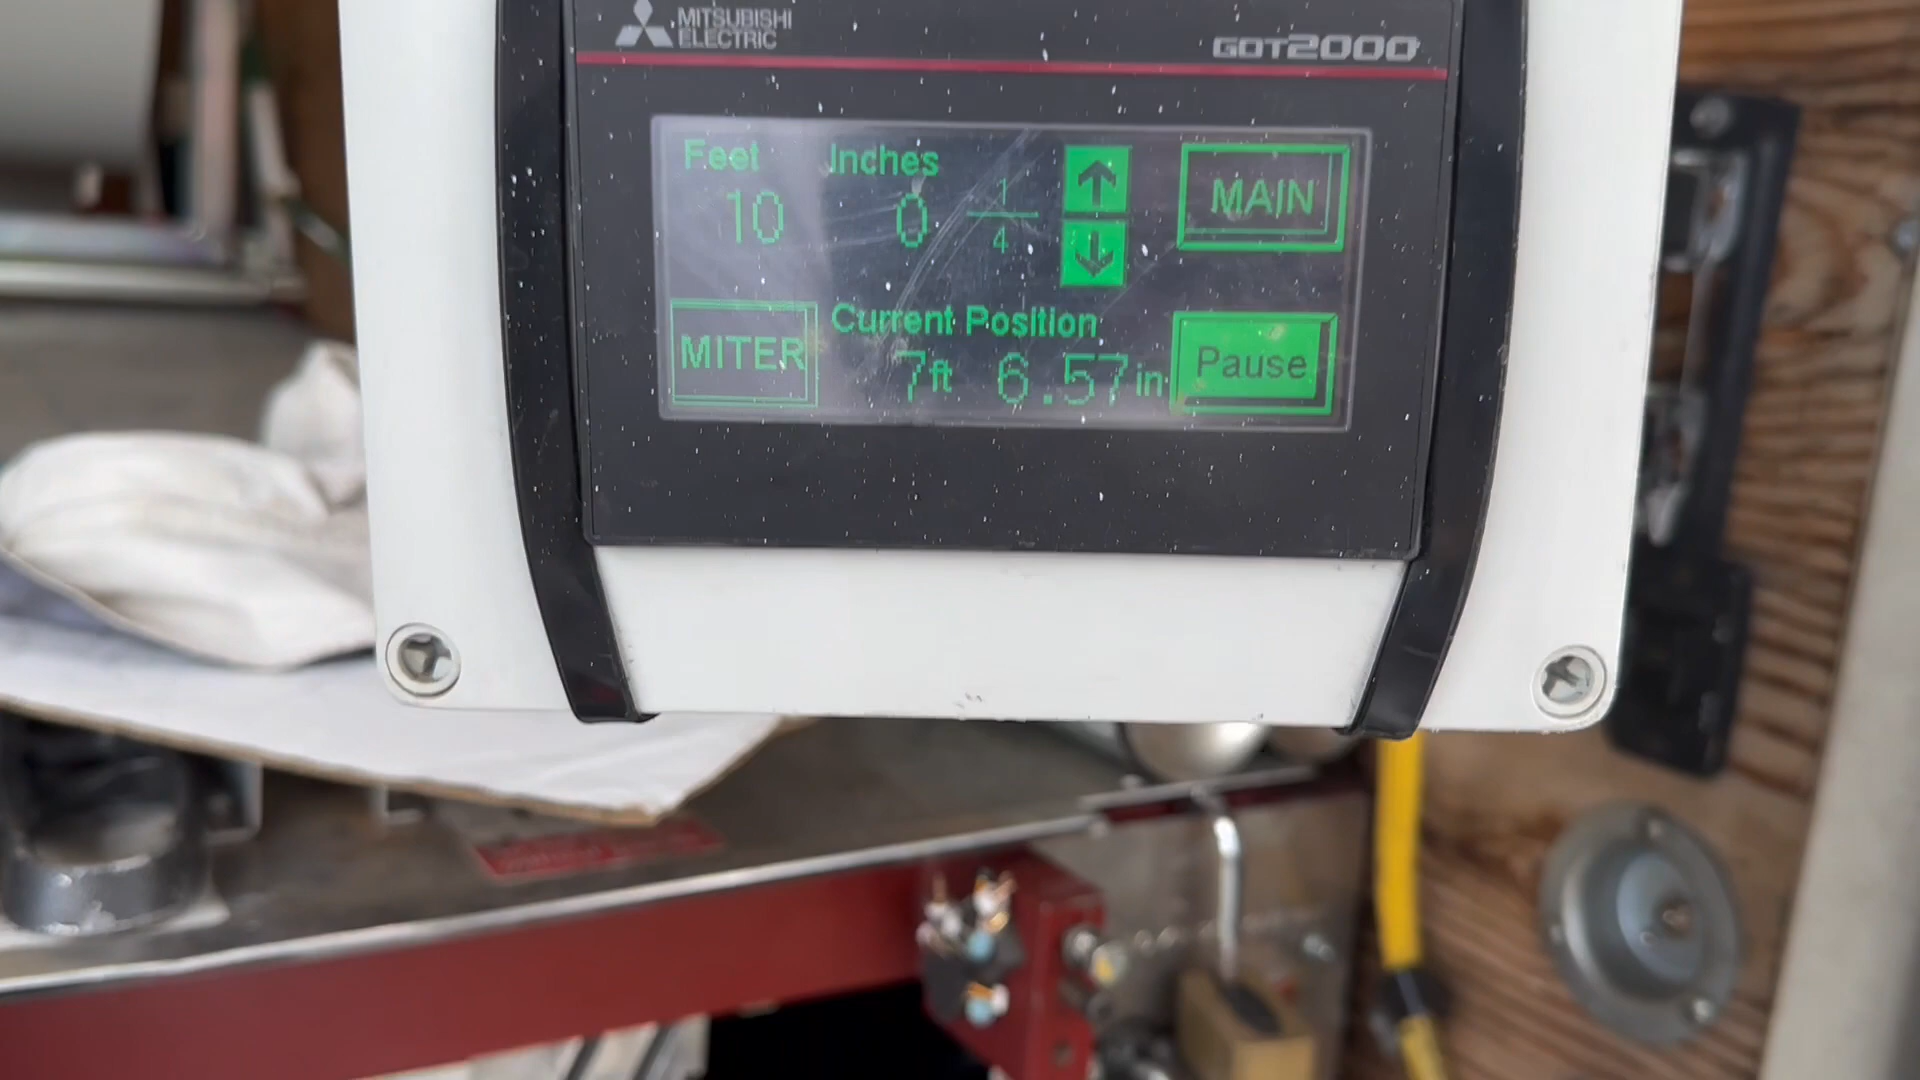 MITSUBISHI
ELECTRIC
GOT2000
Feet Inches
10 0 1/4
MAIN
MITER
Current Position
7ft 6.57in
Pause